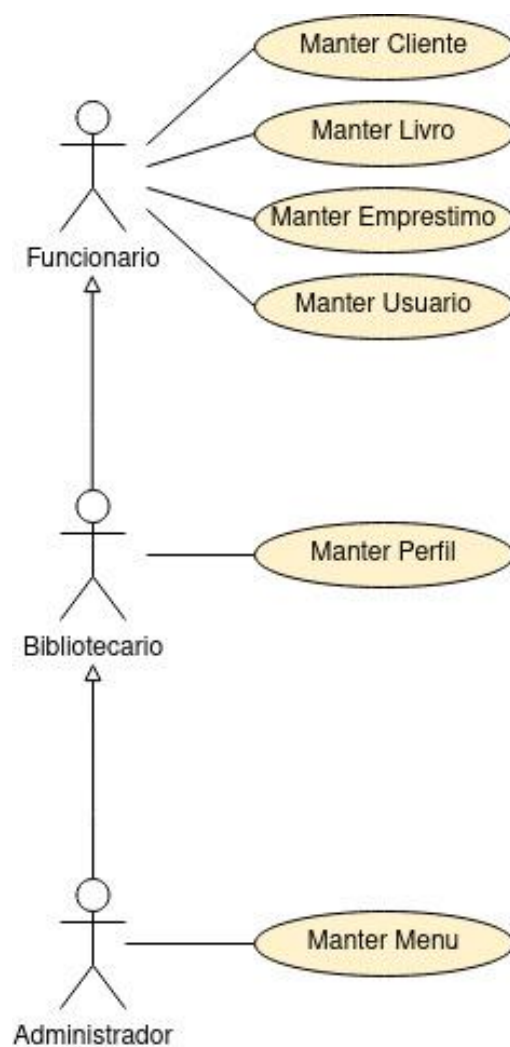 Manter Cliente
Manter Livro
Manter Emprestimo
Manter Usuario
Funcionario
Manter Perfil
Bibliotecario
Manter Menu
Administrador